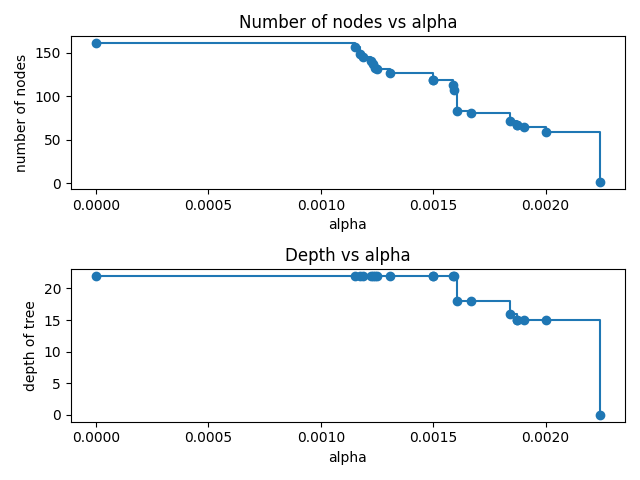 Number of nodes vs alpha
number of nodes
150
100
50
0
0.0000 0.0005 0.0010 0.0015 0.0020
alpha
Depth vs alpha
depth of tree
20
15
10
5
0
0.0000 0.0005 0.0010 0.0015 0.0020
alpha